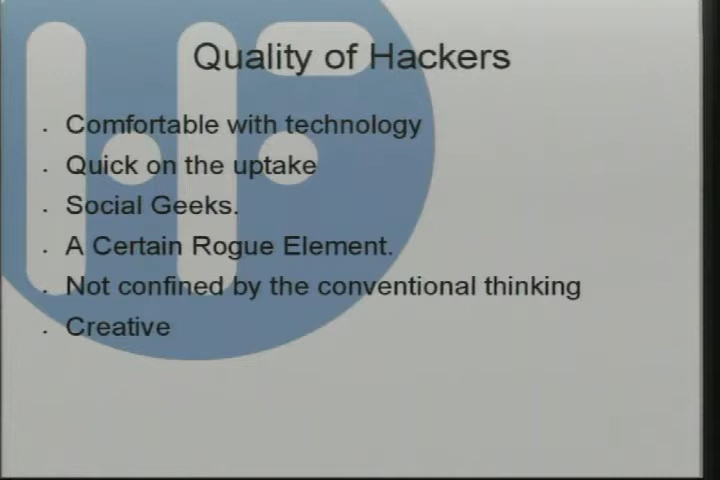 Quality of Hackers
. Comfortable with technology
. Quick on the uptake
. Social Geeks.
. A Certain Rogue Element.
. Not confined by the conventional thinking
. Creative